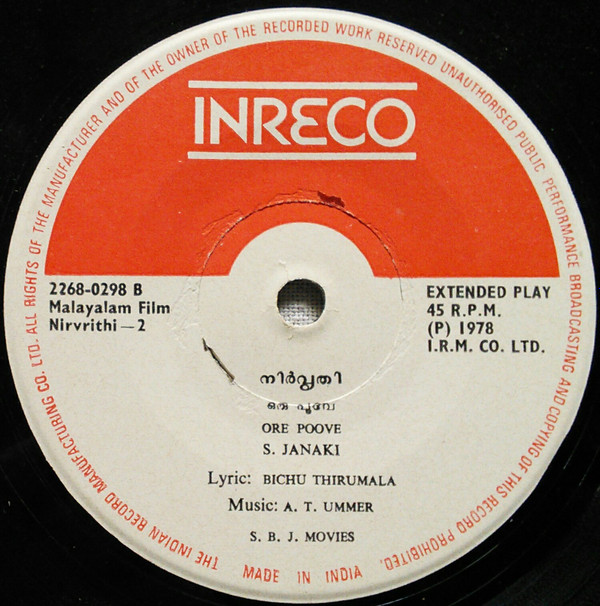 THE INDIAN RECORD MANUFACTURING CO. LTD. ALL RIGHTS OF THE MANUFACTURER AND OF THE OWNER OF THE RECORDED WORK RESERVED UNAUTHORISED PUBLIC PERFORMANCE BROADCASTING AND COPYING OF THIS RECORD PROHIBITED.
INRECO
2268-0298 B
Malayalam Film
Nirvrithi—2
EXTENDED PLAY
45 R.P.M.
(P) 1978
I.R.M. CO. LTD.
നിർവൃതി
ഒരേ പൂവേ
ORE POOVE
S. JANAKI
Lyric: BICHU THIRUMALA
Music: A. T. UMMER
S. B. J. MOVIES
MADE IN INDIA